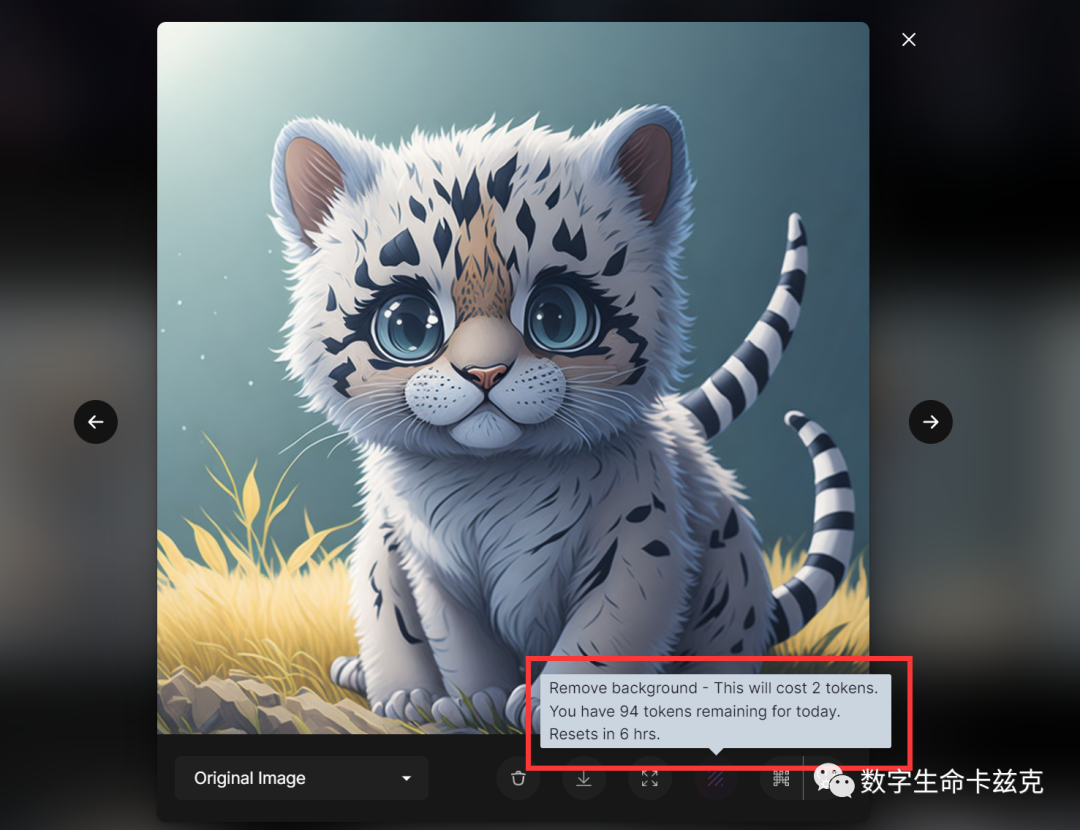 Remove background - This will cost 2 tokens.
You have 94 tokens remaining for today.
Resets in 6 hrs.
Original Image
数字生命卡兹克